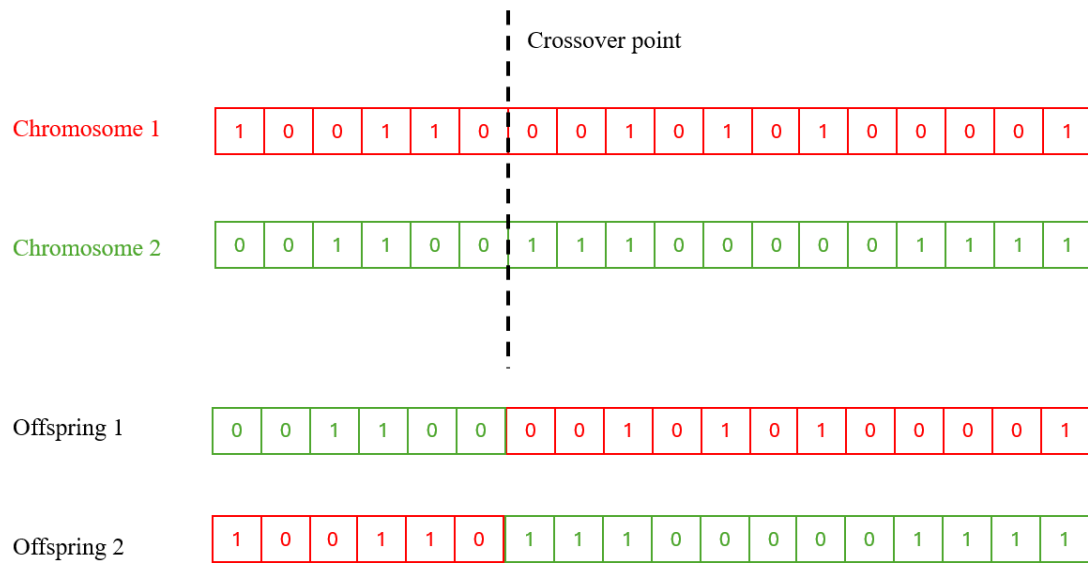 Crossover point
Chromosome 1 1 0 0 1 1 0 0 0 1 0 1 0 1 0 0 0 0 1
Chromosome 2 0 0 1 1 0 0 1 1 1 0 0 0 0 0 1 1 1 1
Offspring 1 0 0 1 1 0 0 0 0 1 0 1 0 1 0 0 0 0 1
Offspring 2 1 0 0 1 1 0 1 1 1 0 0 0 0 0 1 1 1 1